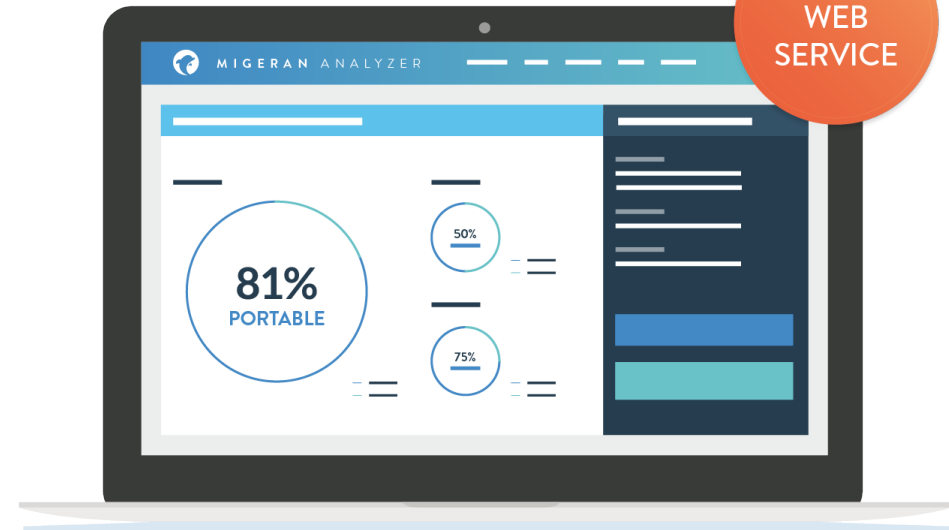 WEB
SERVICE
MIGERAN ANALYZER
81%
PORTABLE
50%
75%